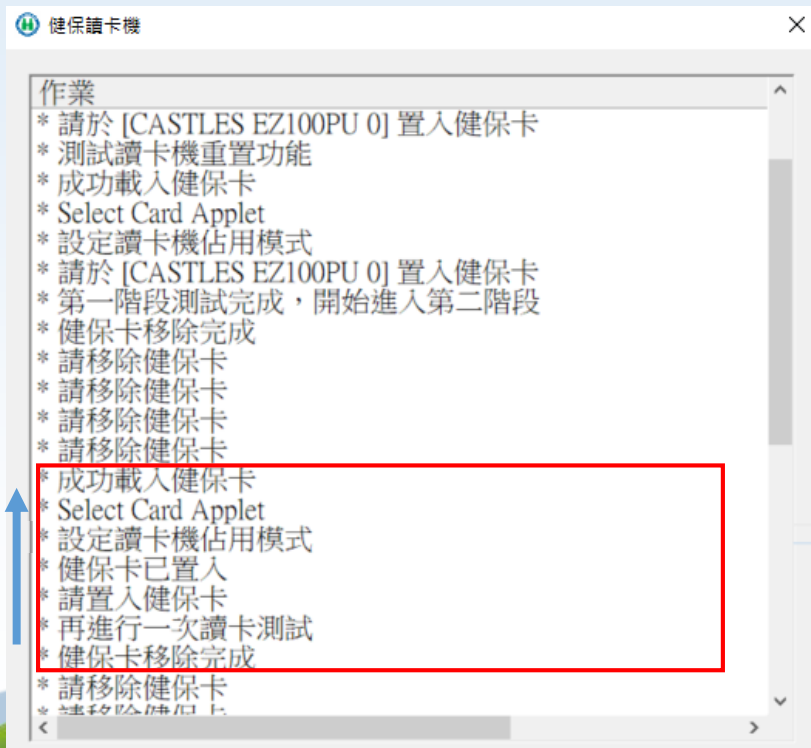 健保讀卡機
作業
* 請於 [CASTLES EZ100PU 0] 置入健保卡
* 測試讀卡機重置功能
* 成功載入健保卡
* Select Card Applet
* 設定讀卡機佔用模式
* 請於 [CASTLES EZ100PU 0] 置入健保卡
* 第一階段測試完成，開始進入第二階段
* 健保卡移除完成
* 請移除健保卡
* 請移除健保卡
* 請移除健保卡
* 請移除健保卡
* 成功載入健保卡
* Select Card Applet
* 設定讀卡機佔用模式
* 健保卡已置入
* 請置入健保卡
* 再進行一次讀卡測試
* 健保卡移除完成
* 請移除健保卡
* 請移除健保卡